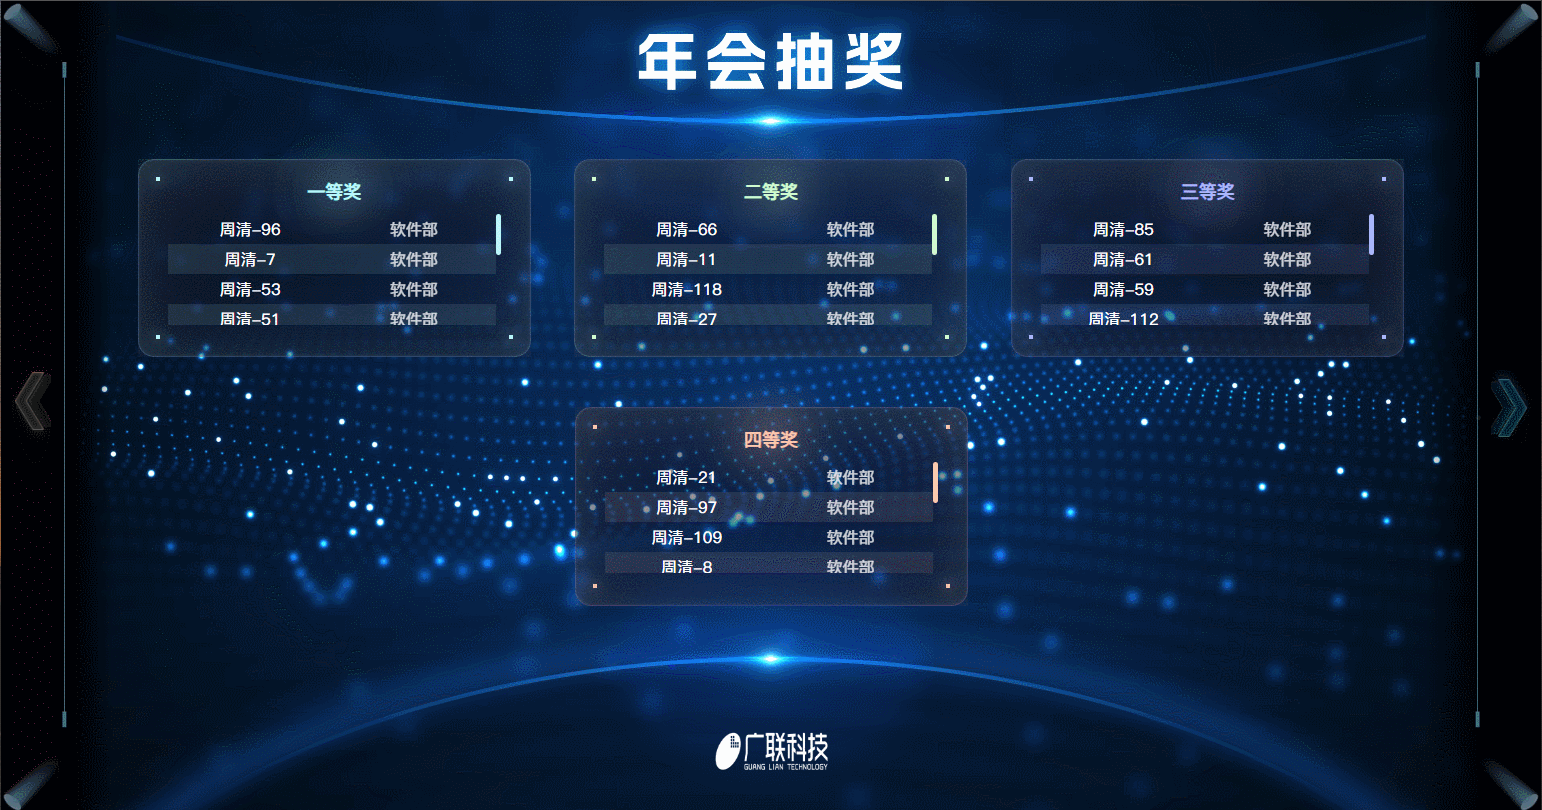 年会抽奖
一等奖
周清-96 软件部
周清-7 软件部
周清-53 软件部
周清-51 软件部
二等奖
周清-66 软件部
周清-11 软件部
周清-118 软件部
周清-27 软件部
三等奖
周清-85 软件部
周清-61 软件部
周清-59 软件部
周清-112 软件部
四等奖
周清-21 软件部
周清-97 软件部
周清-109 软件部
周清-8 软件部
广联科技
GUANG LIAN TECHNOLOGY